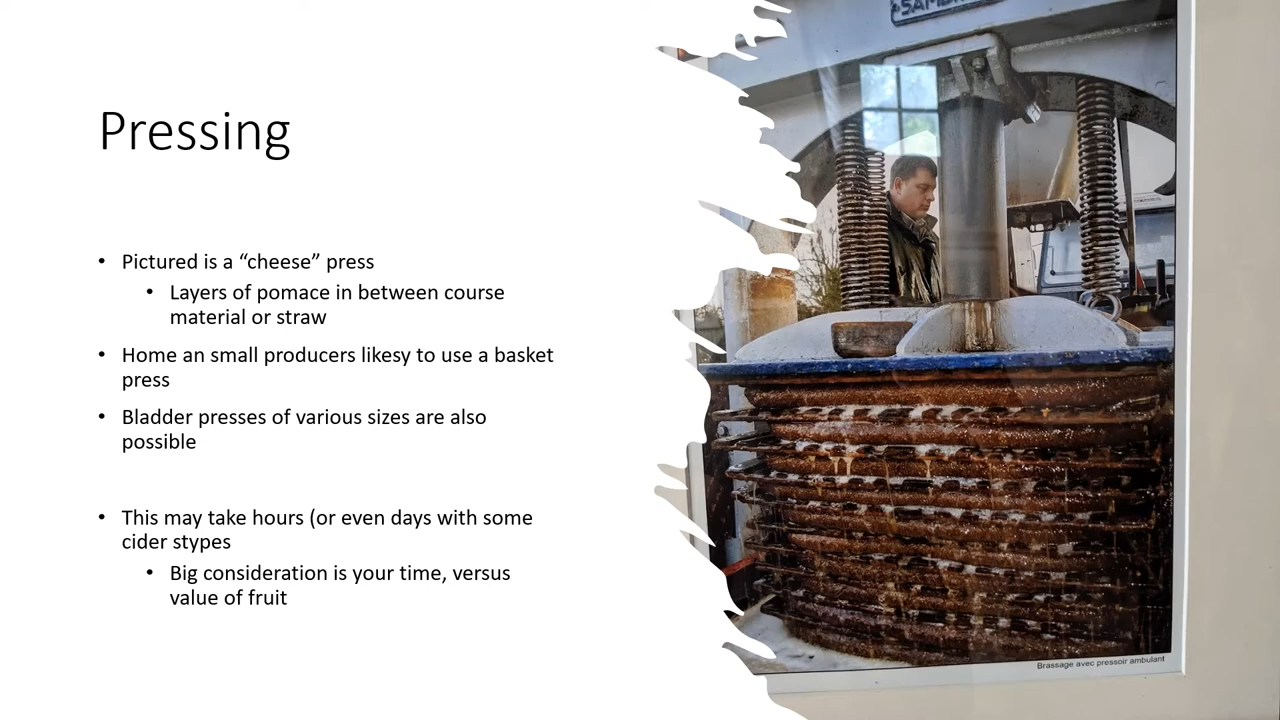 Pressing
• Pictured is a “cheese” press
• Layers of pomace in between course
material or straw
• Home an small producers likesy to use a basket
press
• Bladder presses of various sizes are also
possible
• This may take hours (or even days with some
cider stypes
• Big consideration is your time, versus
value of fruit
Brassage avec pressoir ambulant